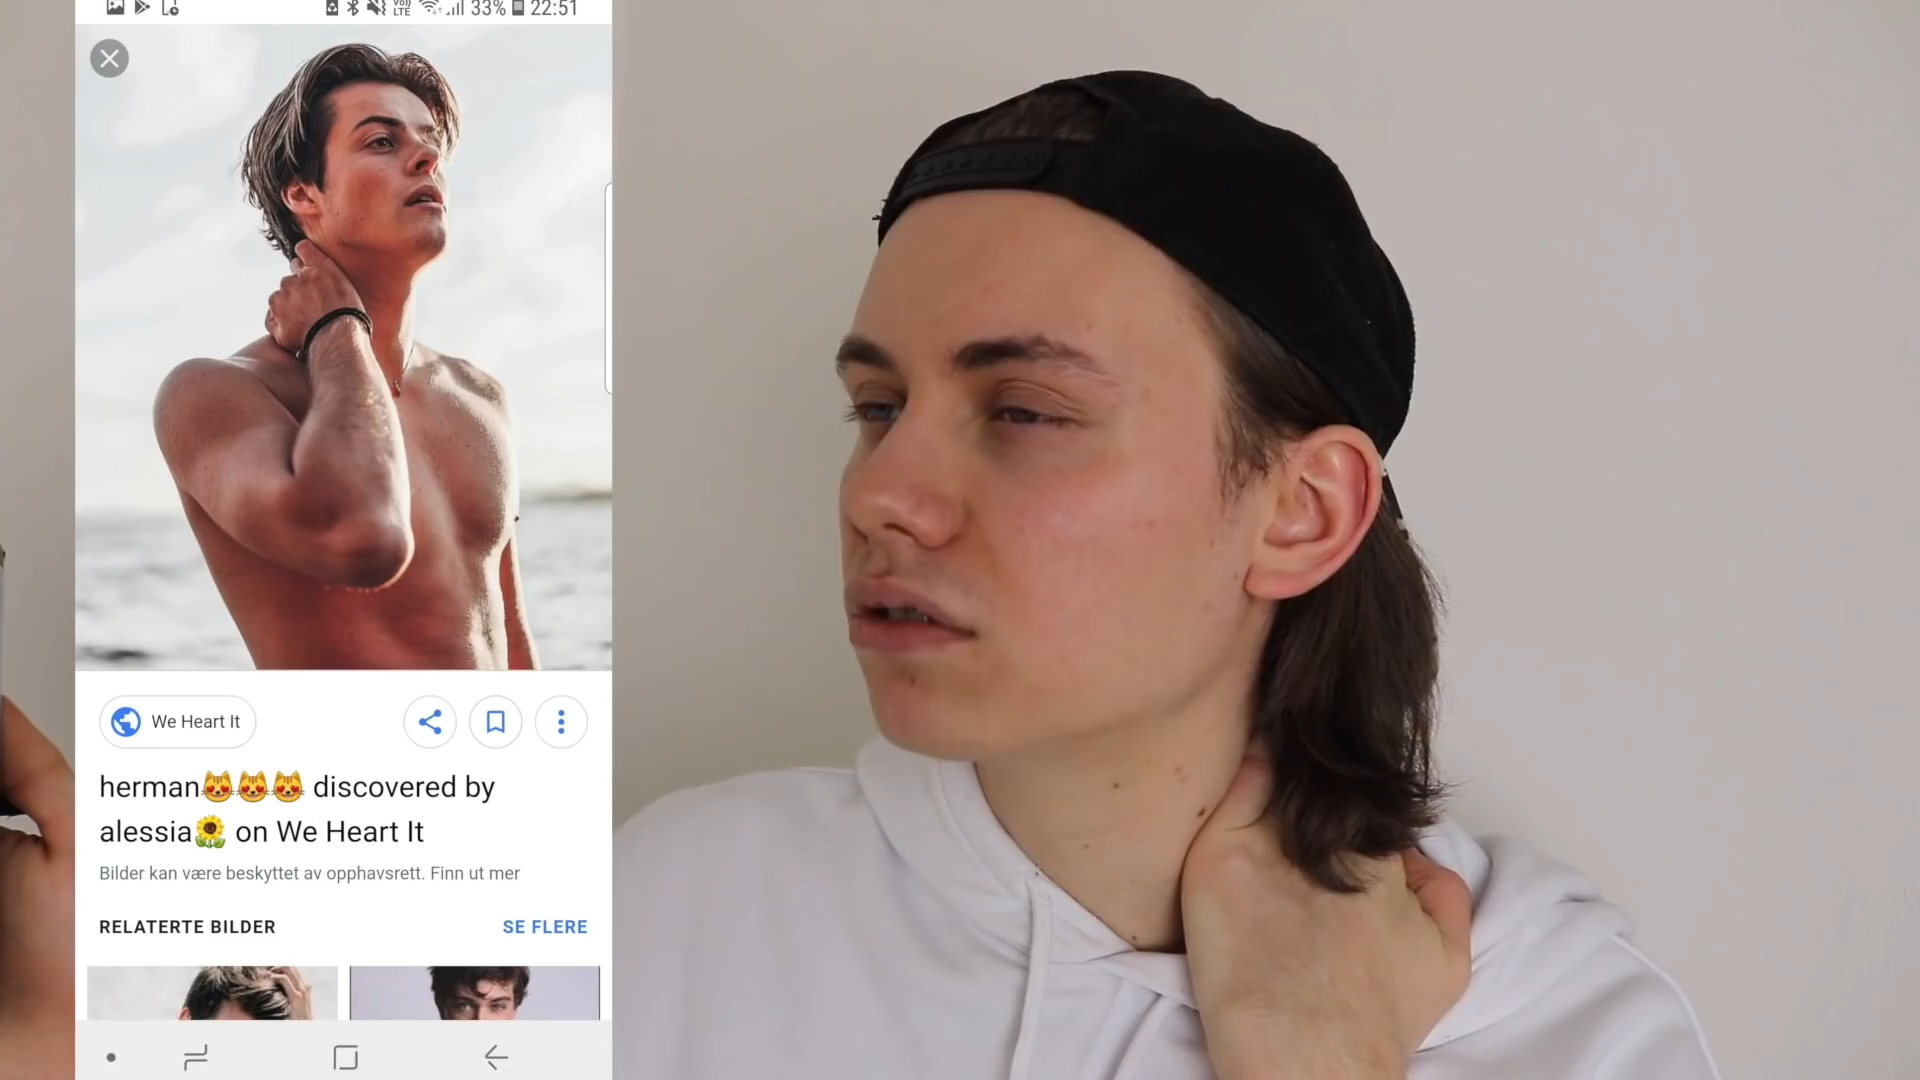 VoLTE 33% 22:51
We Heart It
herman😻😻😻 discovered by
alessia🌻 on We Heart It
Bilder kan være beskyttet av opphavsrett. Finn ut mer
RELATERTE BILDER SE FLERE